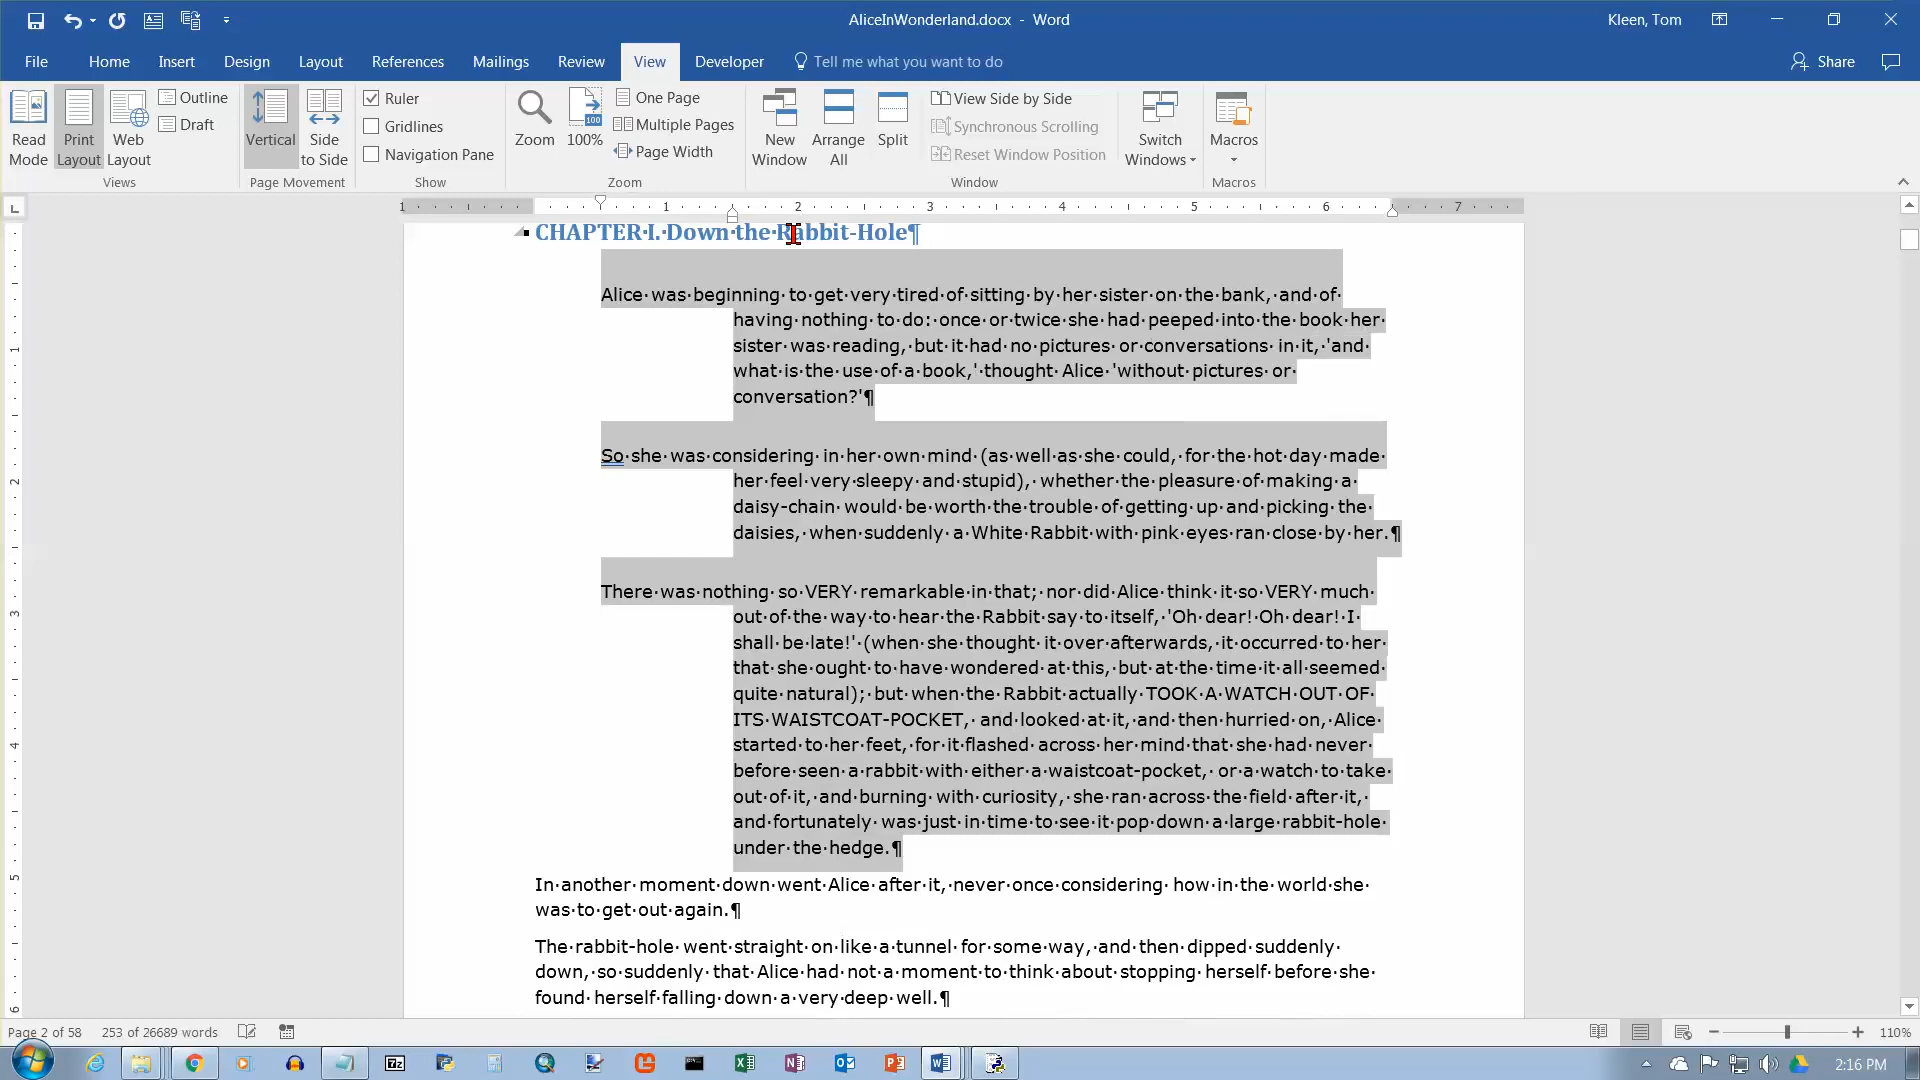 AliceInWonderland.docx - Word
Kleen, Tom
File Home Insert Design Layout References Mailings Review View Developer Tell me what you want to do Share
Read Mode
Print Layout
Web Layout
Outline
Draft
Views
Vertical
Side to Side
Page Movement
Ruler
Gridlines
Navigation Pane
Show
Zoom
100
100%
One Page
Multiple Pages
Page Width
Zoom
New Window
Arrange All
Split
View Side by Side
Synchronous Scrolling
Reset Window Position
Window
Switch Windows
Macros
Macros
1 1 2 3 4 5 6 7
CHAPTER I. Down the Rabbit-Hole¶
Alice was beginning to get very tired of sitting by her sister on the bank, and of
having nothing to do: once or twice she had peeped into the book her
sister was reading, but it had no pictures or conversations in it, 'and
what is the use of a book,' thought Alice 'without pictures or
conversation?'¶
So she was considering in her own mind (as well as she could, for the hot day made
her feel very sleepy and stupid), whether the pleasure of making a
daisy-chain would be worth the trouble of getting up and picking the
daisies, when suddenly a White Rabbit with pink eyes ran close by her.¶
There was nothing so VERY remarkable in that; nor did Alice think it so VERY much
out of the way to hear the Rabbit say to itself, 'Oh dear! Oh dear! I
shall be late!' (when she thought it over afterwards, it occurred to her
that she ought to have wondered at this, but at the time it all seemed
quite natural); but when the Rabbit actually TOOK A WATCH OUT OF
ITS WAISTCOAT-POCKET, and looked at it, and then hurried on, Alice
started to her feet, for it flashed across her mind that she had never
before seen a rabbit with either a waistcoat-pocket, or a watch to take
out of it, and burning with curiosity, she ran across the field after it,
and fortunately was just in time to see it pop down a large rabbit-hole
under the hedge.¶
In another moment down went Alice after it, never once considering how in the world she
was to get out again.¶
The rabbit-hole went straight on like a tunnel for some way, and then dipped suddenly
down, so suddenly that Alice had not a moment to think about stopping herself before she
found herself falling down a very deep well.¶
1
2
3
4
5
6
Page 2 of 58 253 of 26689 words 110%
7z
2:16 PM